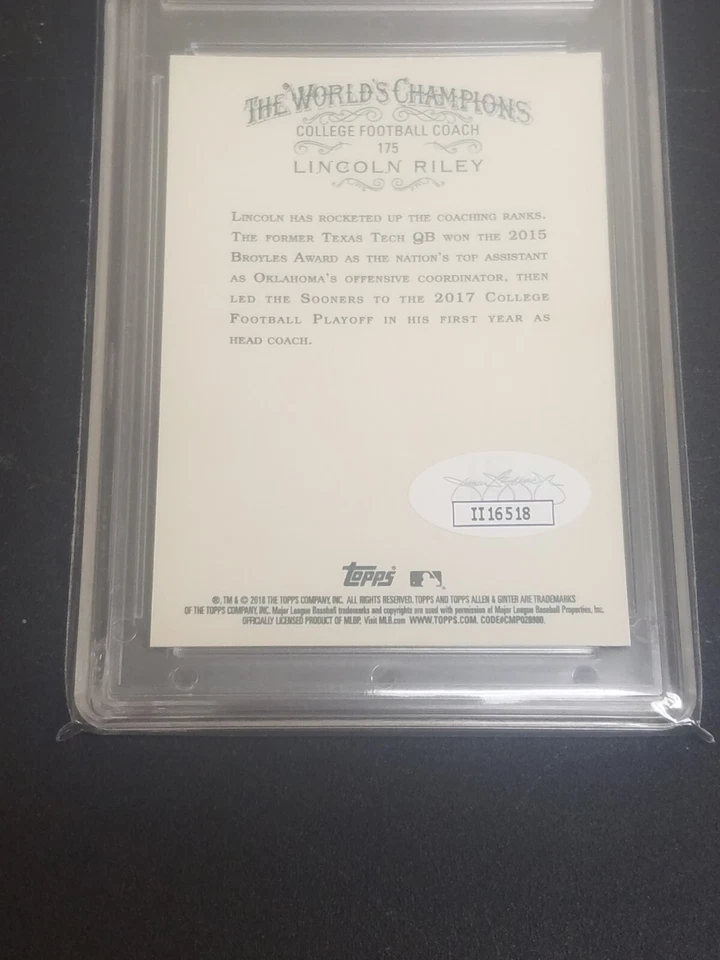 THE WORLD'S CHAMPIONS
COLLEGE FOOTBALL COACH
175
LINCOLN RILEY
LINCOLN HAS ROCKETED UP THE COACHING RANKS.
THE FORMER TEXAS TECH QB WON THE 2015
BROYLES AWARD AS THE NATION'S TOP ASSISTANT
AS OKLAHOMA'S OFFENSIVE COORDINATOR, THEN
LED THE SOONERS TO THE 2017 COLLEGE
FOOTBALL PLAYOFF IN HIS FIRST YEAR AS
HEAD COACH.
II16518
topps
®, TM & © 2018 THE TOPPS COMPANY, INC. ALL RIGHTS RESERVED. TOPPS AND TOPPS ALLEN & GINTER ARE TRADEMARKS
OF THE TOPPS COMPANY, INC. Major League Baseball trademarks and copyrights are used with permission of Major League Baseball Properties, Inc.
OFFICIALLY LICENSED PRODUCT OF MLBP. Visit MLB.com WWW.TOPPS.COM. CODE#CMP028980.